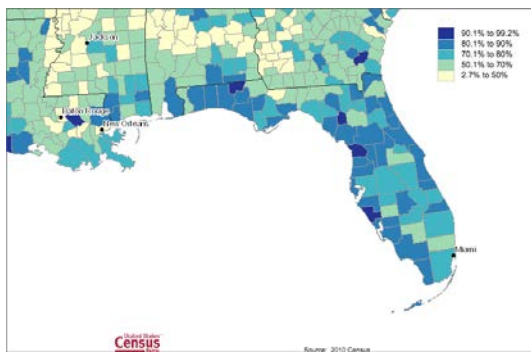 90.1% to 99.2%
80.1% to 90%
70.1% to 80%
50.1% to 70%
2.7% to 50%
Jackson
Baton Rouge
New Orleans
Miami
United States
Census
Source: 2010 Census